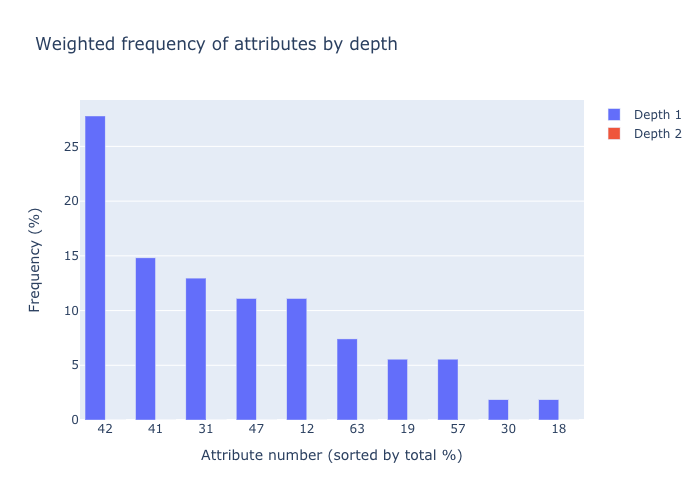 Weighted frequency of attributes by depth
Depth 1
Depth 2
25
20
15
10
5
0
Frequency (%)
42 41 31 47 12 63 19 57 30 18
Attribute number (sorted by total %)